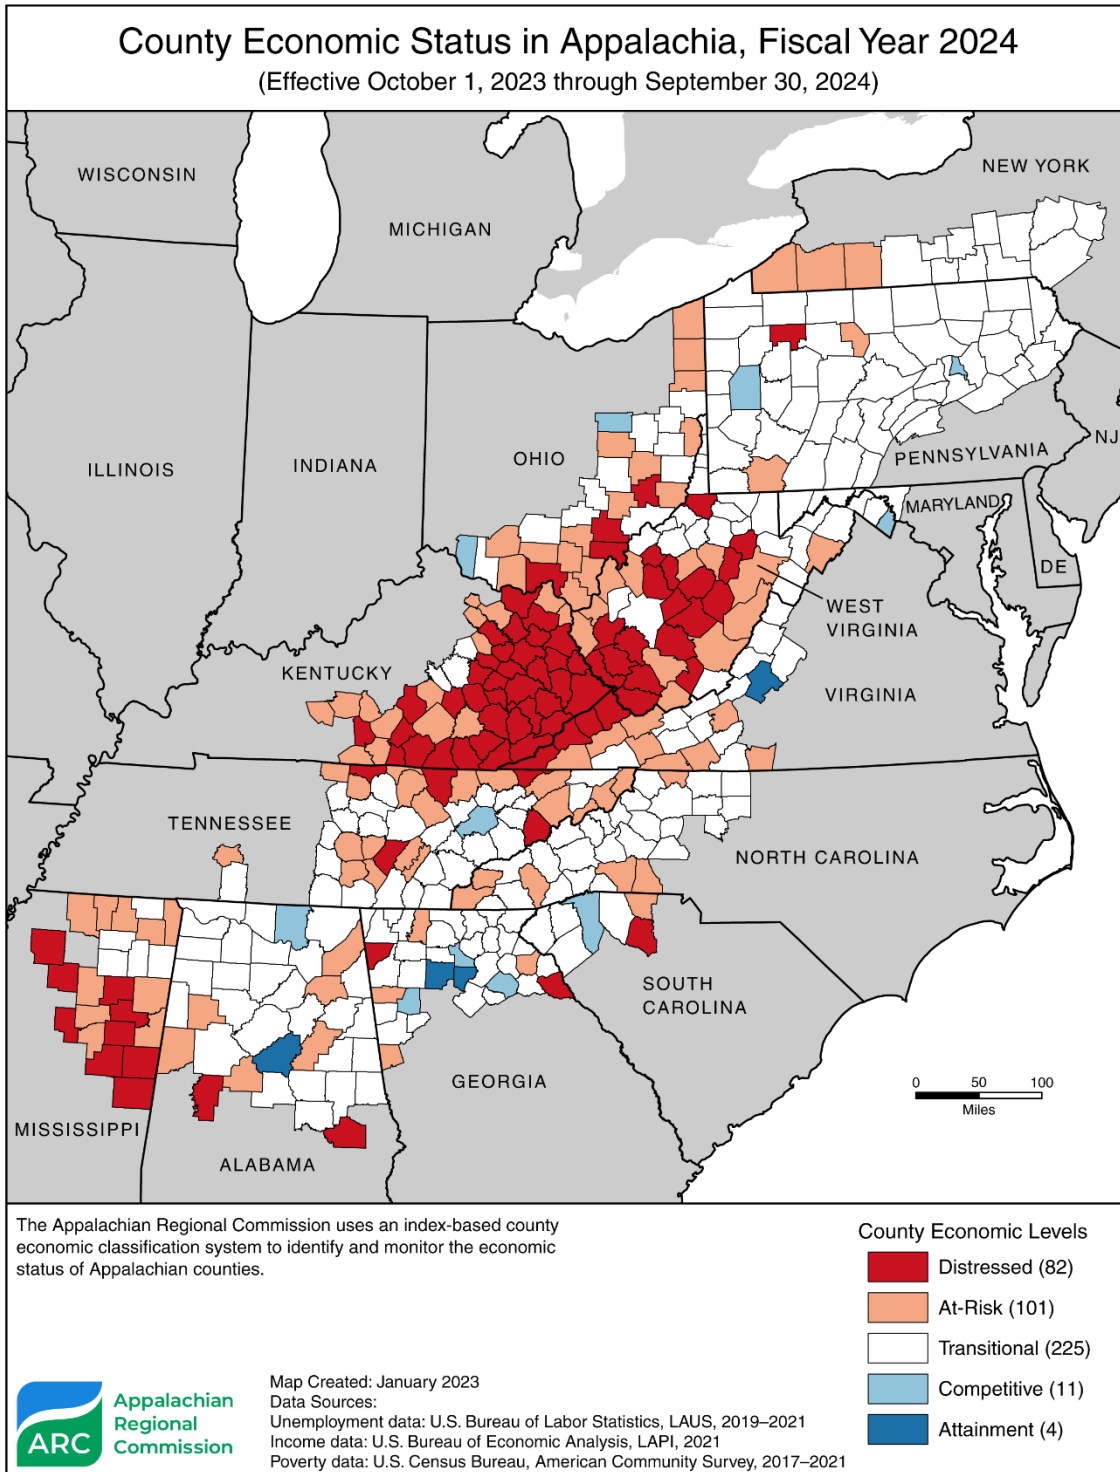 County Economic Status in Appalachia, Fiscal Year 2024
(Effective October 1, 2023 through September 30, 2024)
WISCONSIN
MICHIGAN
NEW YORK
ILLINOIS
INDIANA
OHIO
PENNSYLVANIA
NJ
MARYLAND
DE
WEST
VIRGINIA
KENTUCKY
VIRGINIA
TENNESSEE
NORTH CAROLINA
SOUTH
CAROLINA
GEORGIA
MISSISSIPPI
ALABAMA
0 50 100
Miles
The Appalachian Regional Commission uses an index-based county
economic classification system to identify and monitor the economic
status of Appalachian counties.
County Economic Levels
Distressed (82)
At-Risk (101)
Transitional (225)
Competitive (11)
Attainment (4)
ARC
Appalachian
Regional
Commission
Map Created: January 2023
Data Sources:
Unemployment data: U.S. Bureau of Labor Statistics, LAUS, 2019–2021
Income data: U.S. Bureau of Economic Analysis, LAPI, 2021
Poverty data: U.S. Census Bureau, American Community Survey, 2017–2021